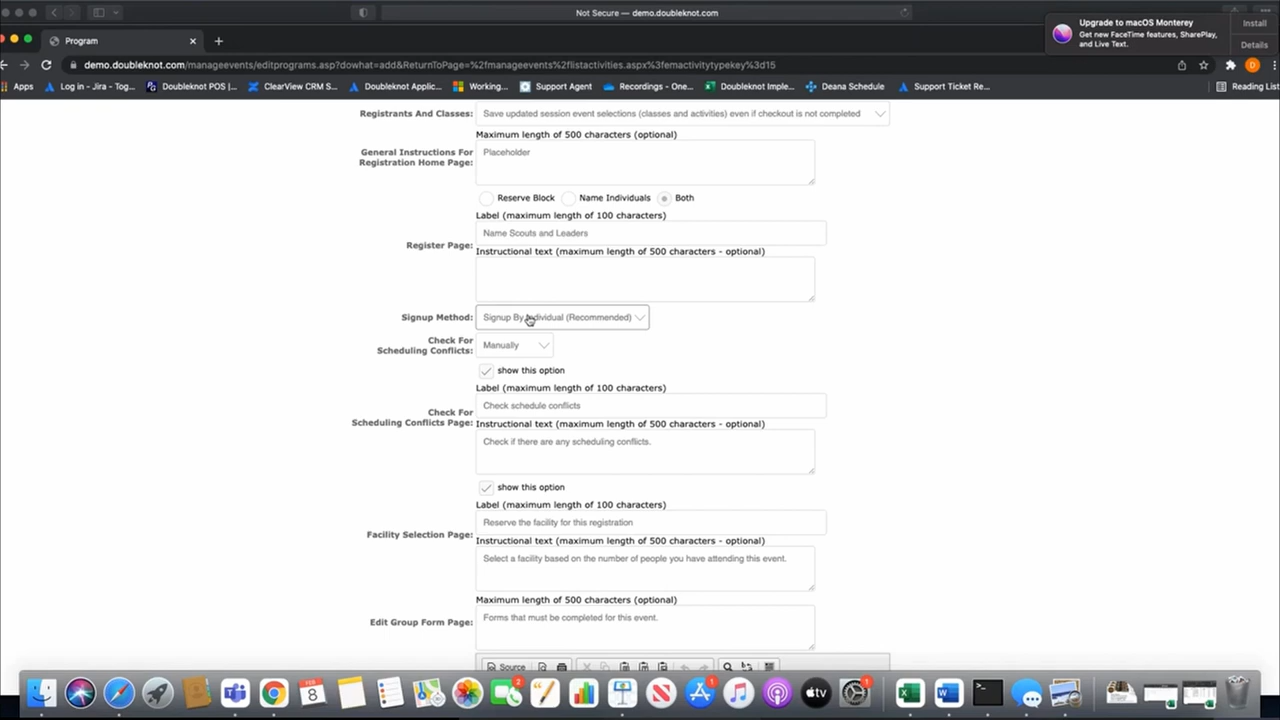 Not Secure — demo.doubleknot.com
Upgrade to macOS Monterey
Get new FaceTime features, SharePlay, and Live Text.
Install
Details
Program
demo.doubleknot.com/manageevents/editprograms.asp?dowhat=add&ReturnToPage=%2fmanageevents%2flistactivities.aspx%3femactivitytypekey%3d15
Apps
Log in - Jira - Tog...
Doubleknot POS |...
ClearView CRM S...
Doubleknot Applic...
Working...
Support Agent
Recordings - One...
Doubleknot Imple...
Deana Schedule
Support Ticket Re...
Reading List
Registrants And Classes:
Save updated session event selections (classes and activities) even if checkout is not completed
Maximum length of 500 characters (optional)
General Instructions For
Registration Home Page:
Placeholder
Reserve Block
Name Individuals
Both
Label (maximum length of 100 characters)
Name Scouts and Leaders
Register Page:
Instructional text (maximum length of 500 characters - optional)
Signup Method:
Signup By Individual (Recommended)
Check For
Scheduling Conflicts:
Manually
show this option
Label (maximum length of 100 characters)
Check schedule conflicts
Check For
Scheduling Conflicts Page:
Instructional text (maximum length of 500 characters - optional)
Check if there are any scheduling conflicts.
show this option
Label (maximum length of 100 characters)
Reserve the facility for this registration
Facility Selection Page:
Instructional text (maximum length of 500 characters - optional)
Select a facility based on the number of people you have attending this event.
Maximum length of 500 characters (optional)
Edit Group Form Page:
Forms that must be completed for this event.
Source
FEB
8
2
1
tv
1